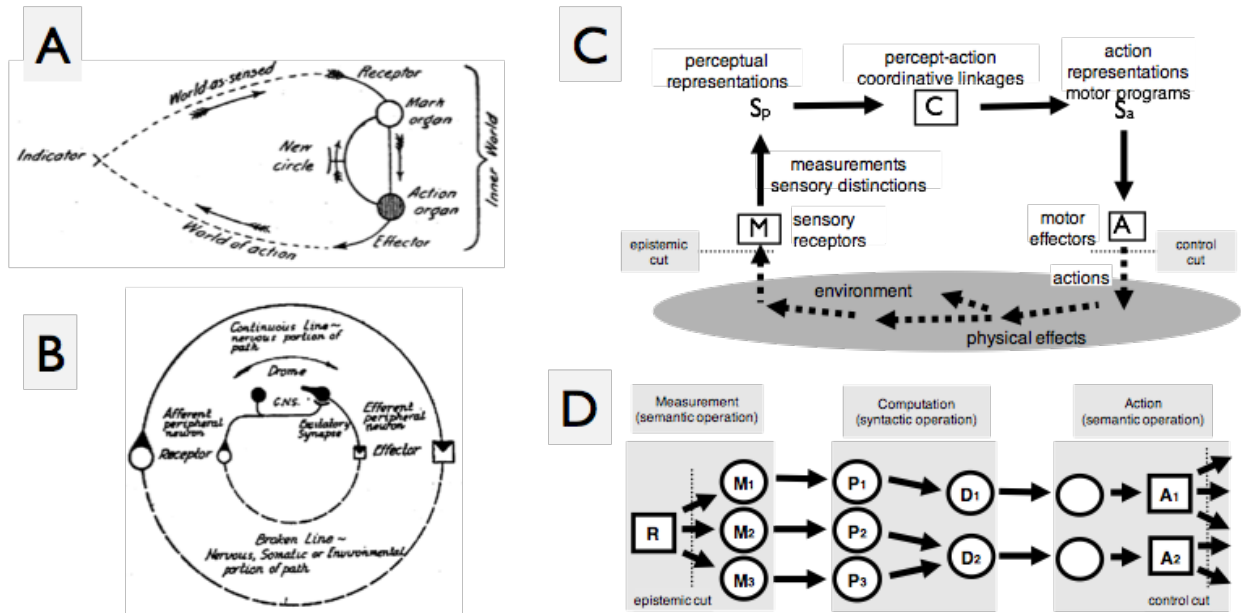 A
World as sensed
Receptor
Mark
organ
Indicator
New
circle
Inner World
Action
organ
World of action
Effector
B
Continuous Line~
nervous portion of
path
Drome
C.N.S.
Afferent
peripheral
neuron
Efferent
peripheral
neuron
Excitatory
Synapse
Receptor
Effector
Broken Line~
Nervous, Somatic or Environmental
portion of path
C
perceptual
representations
percept-action
coordinative linkages
action
representations
motor programs
Sp
C
Sa
measurements
sensory distinctions
M
sensory
receptors
motor
effectors
A
epistemic
cut
control
cut
actions
environment
physical effects
D
Measurement
(semantic operation)
Computation
(syntactic operation)
Action
(semantic operation)
M1
P1
D1
A1
R
M2
P2
D2
A2
M3
P3
epistemic cut
control cut